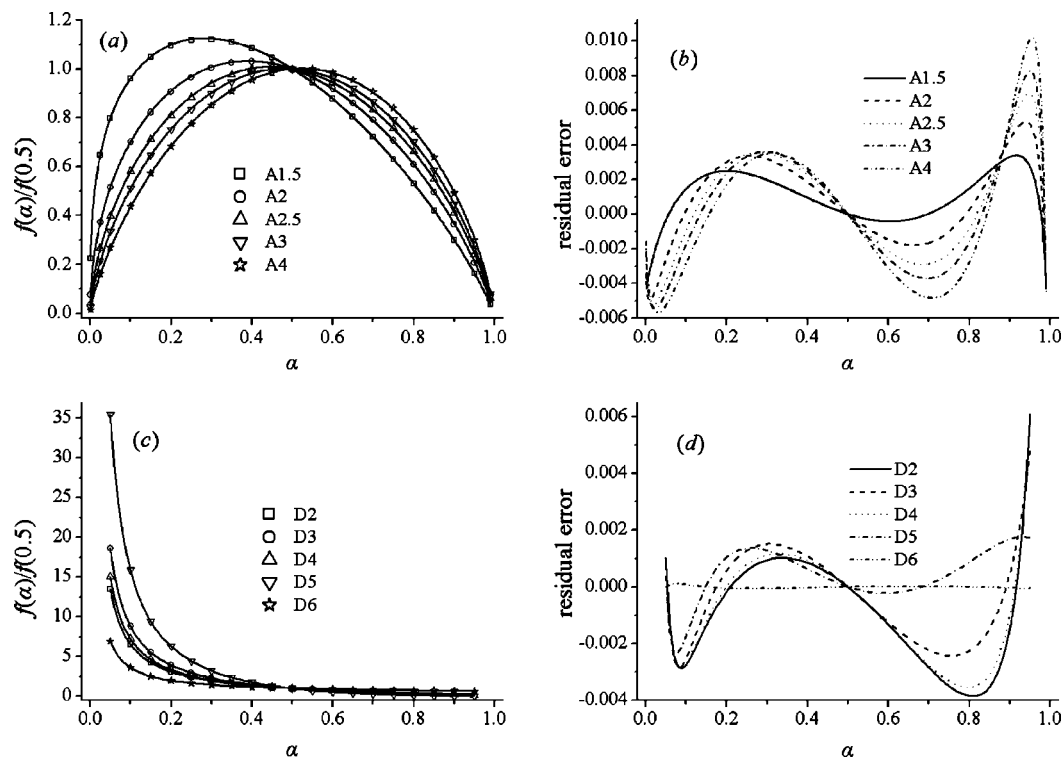 (a)
f(α)/f(0.5)
1.2
1.0
0.8
0.6
0.4
0.2
0.0
A1.5
A2
A2.5
A3
A4
0.0 0.2 0.4 0.6 0.8 1.0
α
(b)
residual error
0.010
0.008
0.006
0.004
0.002
0.000
-0.002
-0.004
-0.006
A1.5
A2
A2.5
A3
A4
0.0 0.2 0.4 0.6 0.8 1.0
α
(c)
f(α)/f(0.5)
35
30
25
20
15
10
5
0
D2
D3
D4
D5
D6
0.0 0.2 0.4 0.6 0.8 1.0
α
(d)
residual error
0.006
0.004
0.002
0.000
-0.002
-0.004
D2
D3
D4
D5
D6
0.0 0.2 0.4 0.6 0.8 1.0
α